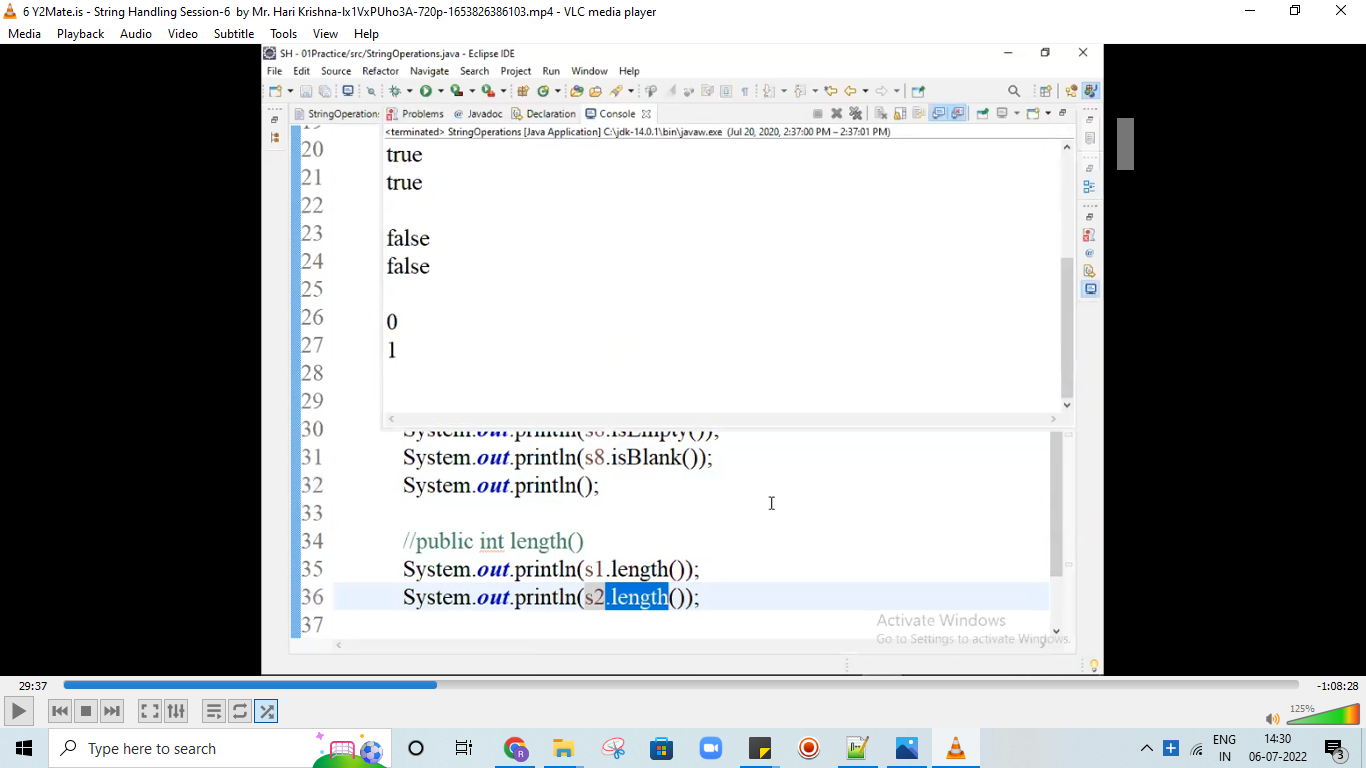 6 Y2Mate.is - String Handling Session-6 by Mr. Hari Krishna-Ix1VxPUho3A-720p-1653826386103.mp4 - VLC media player
Media Playback Audio Video Subtitle Tools View Help
SH - 01Practice/src/StringOperations.java - Eclipse IDE
File Edit Source Refactor Navigate Search Project Run Window Help
StringOperation: Problems @ Javadoc Declaration Console
<terminated> StringOperations [Java Application] C:\jdk-14.0.1\bin\javaw.exe (Jul 20, 2020, 2:37:00 PM – 2:37:01 PM)
19
20 true
21 true
22
23 false
24 false
25
26 0
27 1
28
29
30 System.out.println(s8.isEmpty());
31 System.out.println(s8.isBlank());
32 System.out.println();
33
34 //public int length()
35 System.out.println(s1.length());
36 System.out.println(s2.length());
37
Activate Windows
Go to Settings to activate Windows.
29:37 -1:08:28
125%
Type here to search
ENG
IN
14:30
06-07-2022
3